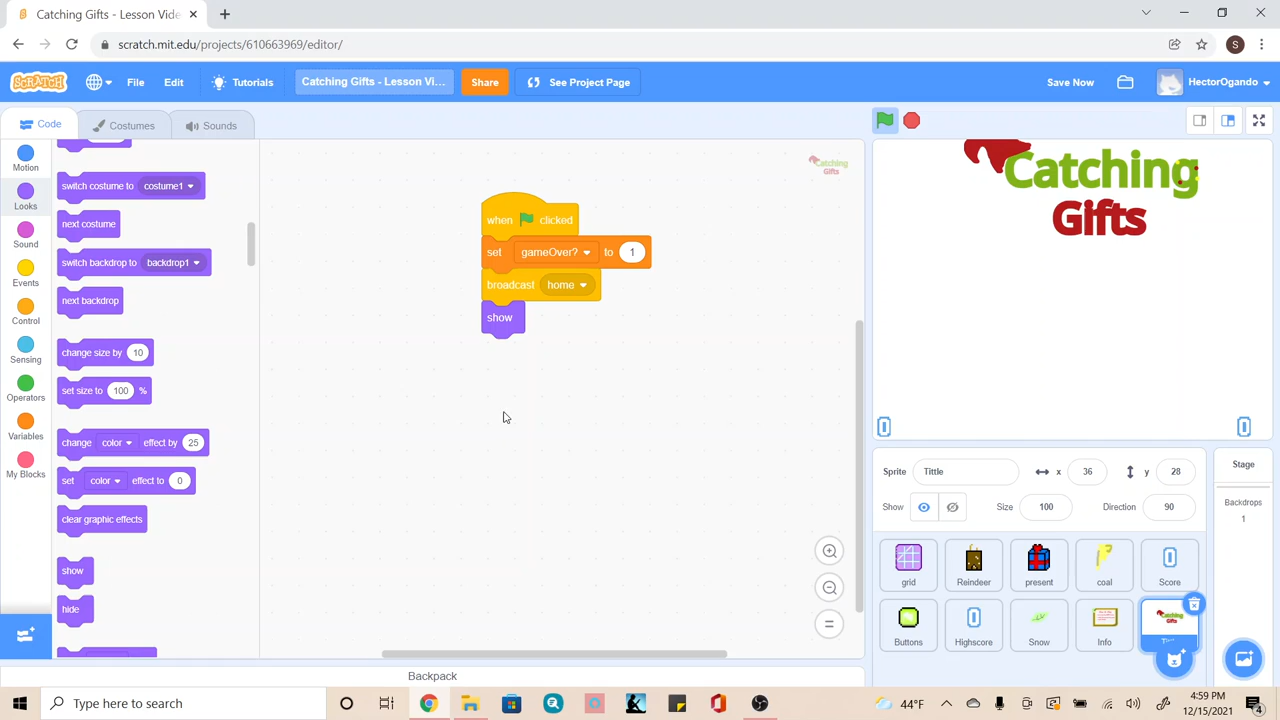 Catching Gifts - Lesson Vide
scratch.mit.edu/projects/610663969/editor/
S
SCRATCH
File
Edit
Tutorials
Catching Gifts - Lesson Vi...
Share
See Project Page
Save Now
HectorOgando
Code
Costumes
Sounds
Motion
Looks
Sound
Events
Control
Sensing
Operators
Variables
My Blocks
switch costume to costume1
next costume
switch backdrop to backdrop1
next backdrop
change size by 10
set size to 100 %
change color effect by 25
set color effect to 0
clear graphic effects
show
hide
when clicked
set gameOver? to 1
broadcast home
show
Catching
Gifts
Catching
Gifts
0
0
Sprite Tittle x 36 y 28
Show Size 100 Direction 90
Stage
Backdrops
1
grid
Reindeer
present
coal
Score
Buttons
Highscore
Snow
Info
Backpack
Type here to search
44°F
4:59 PM
12/15/2021
4